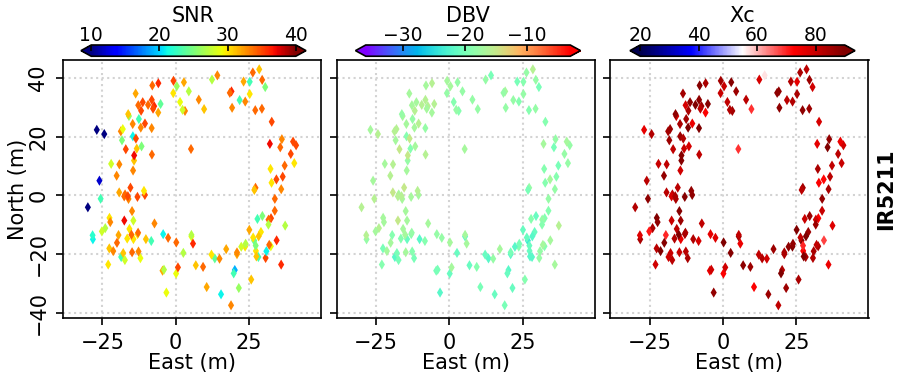 SNR DBV Xc
10 20 30 40 −30 −20 −10 20 40 60 80
40
20
0
−20
−40
North (m)
−25 0 25 −25 0 25 −25 0 25
East (m) East (m) East (m)
IR5211